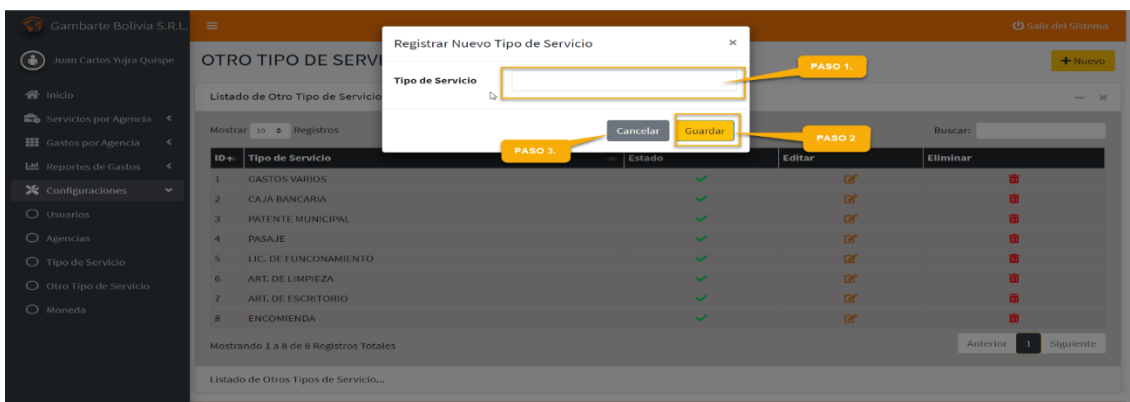 Gambarte Bolivia S.R.L.
Salir del Sistema
Juan Carlos Yujra Quispe
OTRO TIPO DE SERVI
Nuevo
Registrar Nuevo Tipo de Servicio ×
Tipo de Servicio
PASO 1.
Cancelar Guardar
PASO 2
PASO 3.
Inicio
Servicios por Agencia
Gastos por Agencia
Reportes de Gastos
Configuraciones
Usuarios
Agencias
Tipo de Servicio
Otro Tipo de Servicio
Moneda
Listado de Otro Tipo de Servicio
Mostrar 10 Registros
Buscar:
ID Tipo de Servicio Estado Editar Eliminar
1 GASTOS VARIOS
2 CAJA BANCARIA
3 PATENTE MUNICIPAL
4 PASAJE
5 LIC. DE FUNCONAMIENTO
6 ART. DE LIMPIEZA
7 ART. DE ESCRITORIO
8 ENCOMIENDA
Mostrando 1 a 8 de 8 Registros Totales
Anterior 1 Siguiente
Listado de Otros Tipos de Servicio...